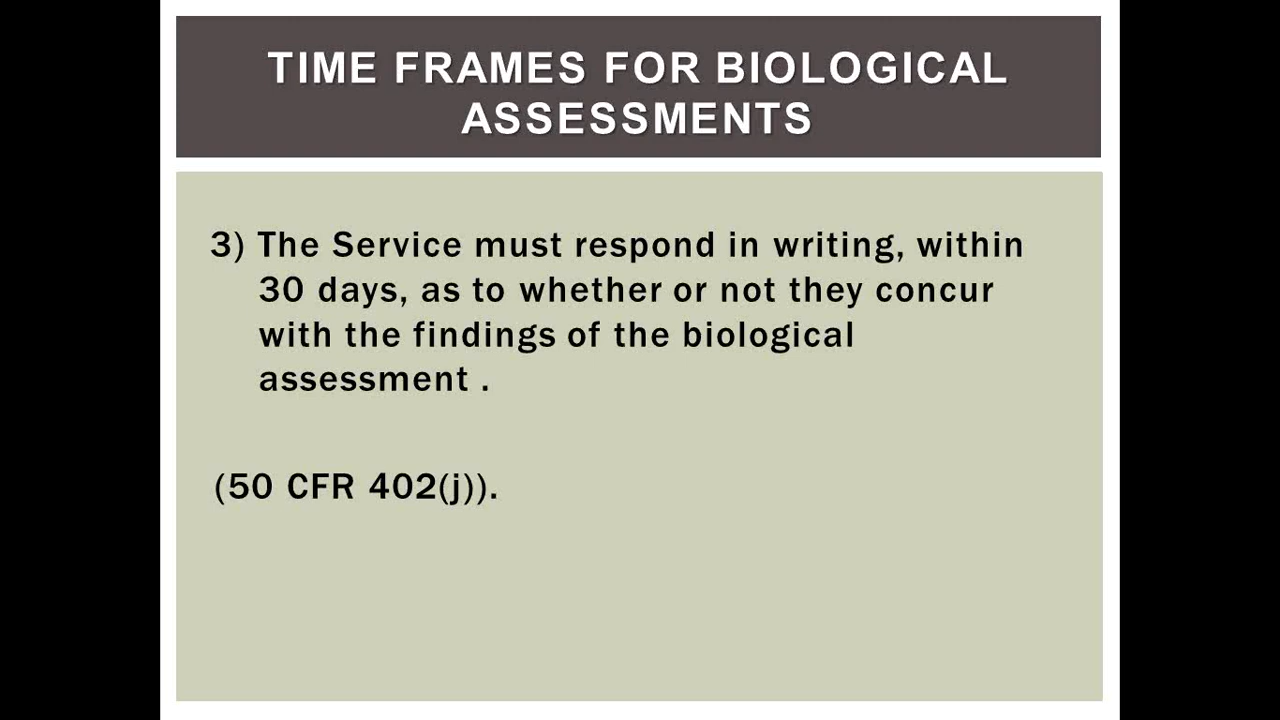 TIME FRAMES FOR BIOLOGICAL
ASSESSMENTS
3) The Service must respond in writing, within
30 days, as to whether or not they concur
with the findings of the biological
assessment .
(50 CFR 402(j)).